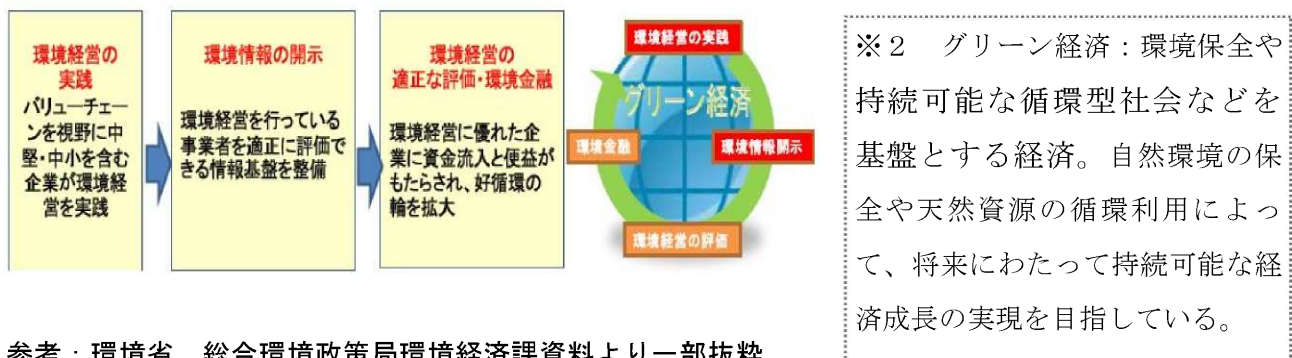 環境経営の
実践
バリューチェー
ンを視野に中
堅・中小を含む
企業が環境経
営を実践
環境情報の開示
環境経営を行っている
事業者を適正に評価で
きる情報基盤を整備
環境経営の
適正な評価・環境金融
環境経営に優れた企
業に資金流入と便益が
もたらされ、好循環の
輪を拡大
環境経営の実践
グリーン経済
環境金融
環境情報開示
環境経営の評価
※2　グリーン経済：環境保全や
持続可能な循環型社会などを
基盤とする経済。自然環境の保
全や天然資源の循環利用によっ
て、将来にわたって持続可能な経
済成長の実現を目指している。
参考：環境省　総合環境政策局環境経済課資料より一部抜粋